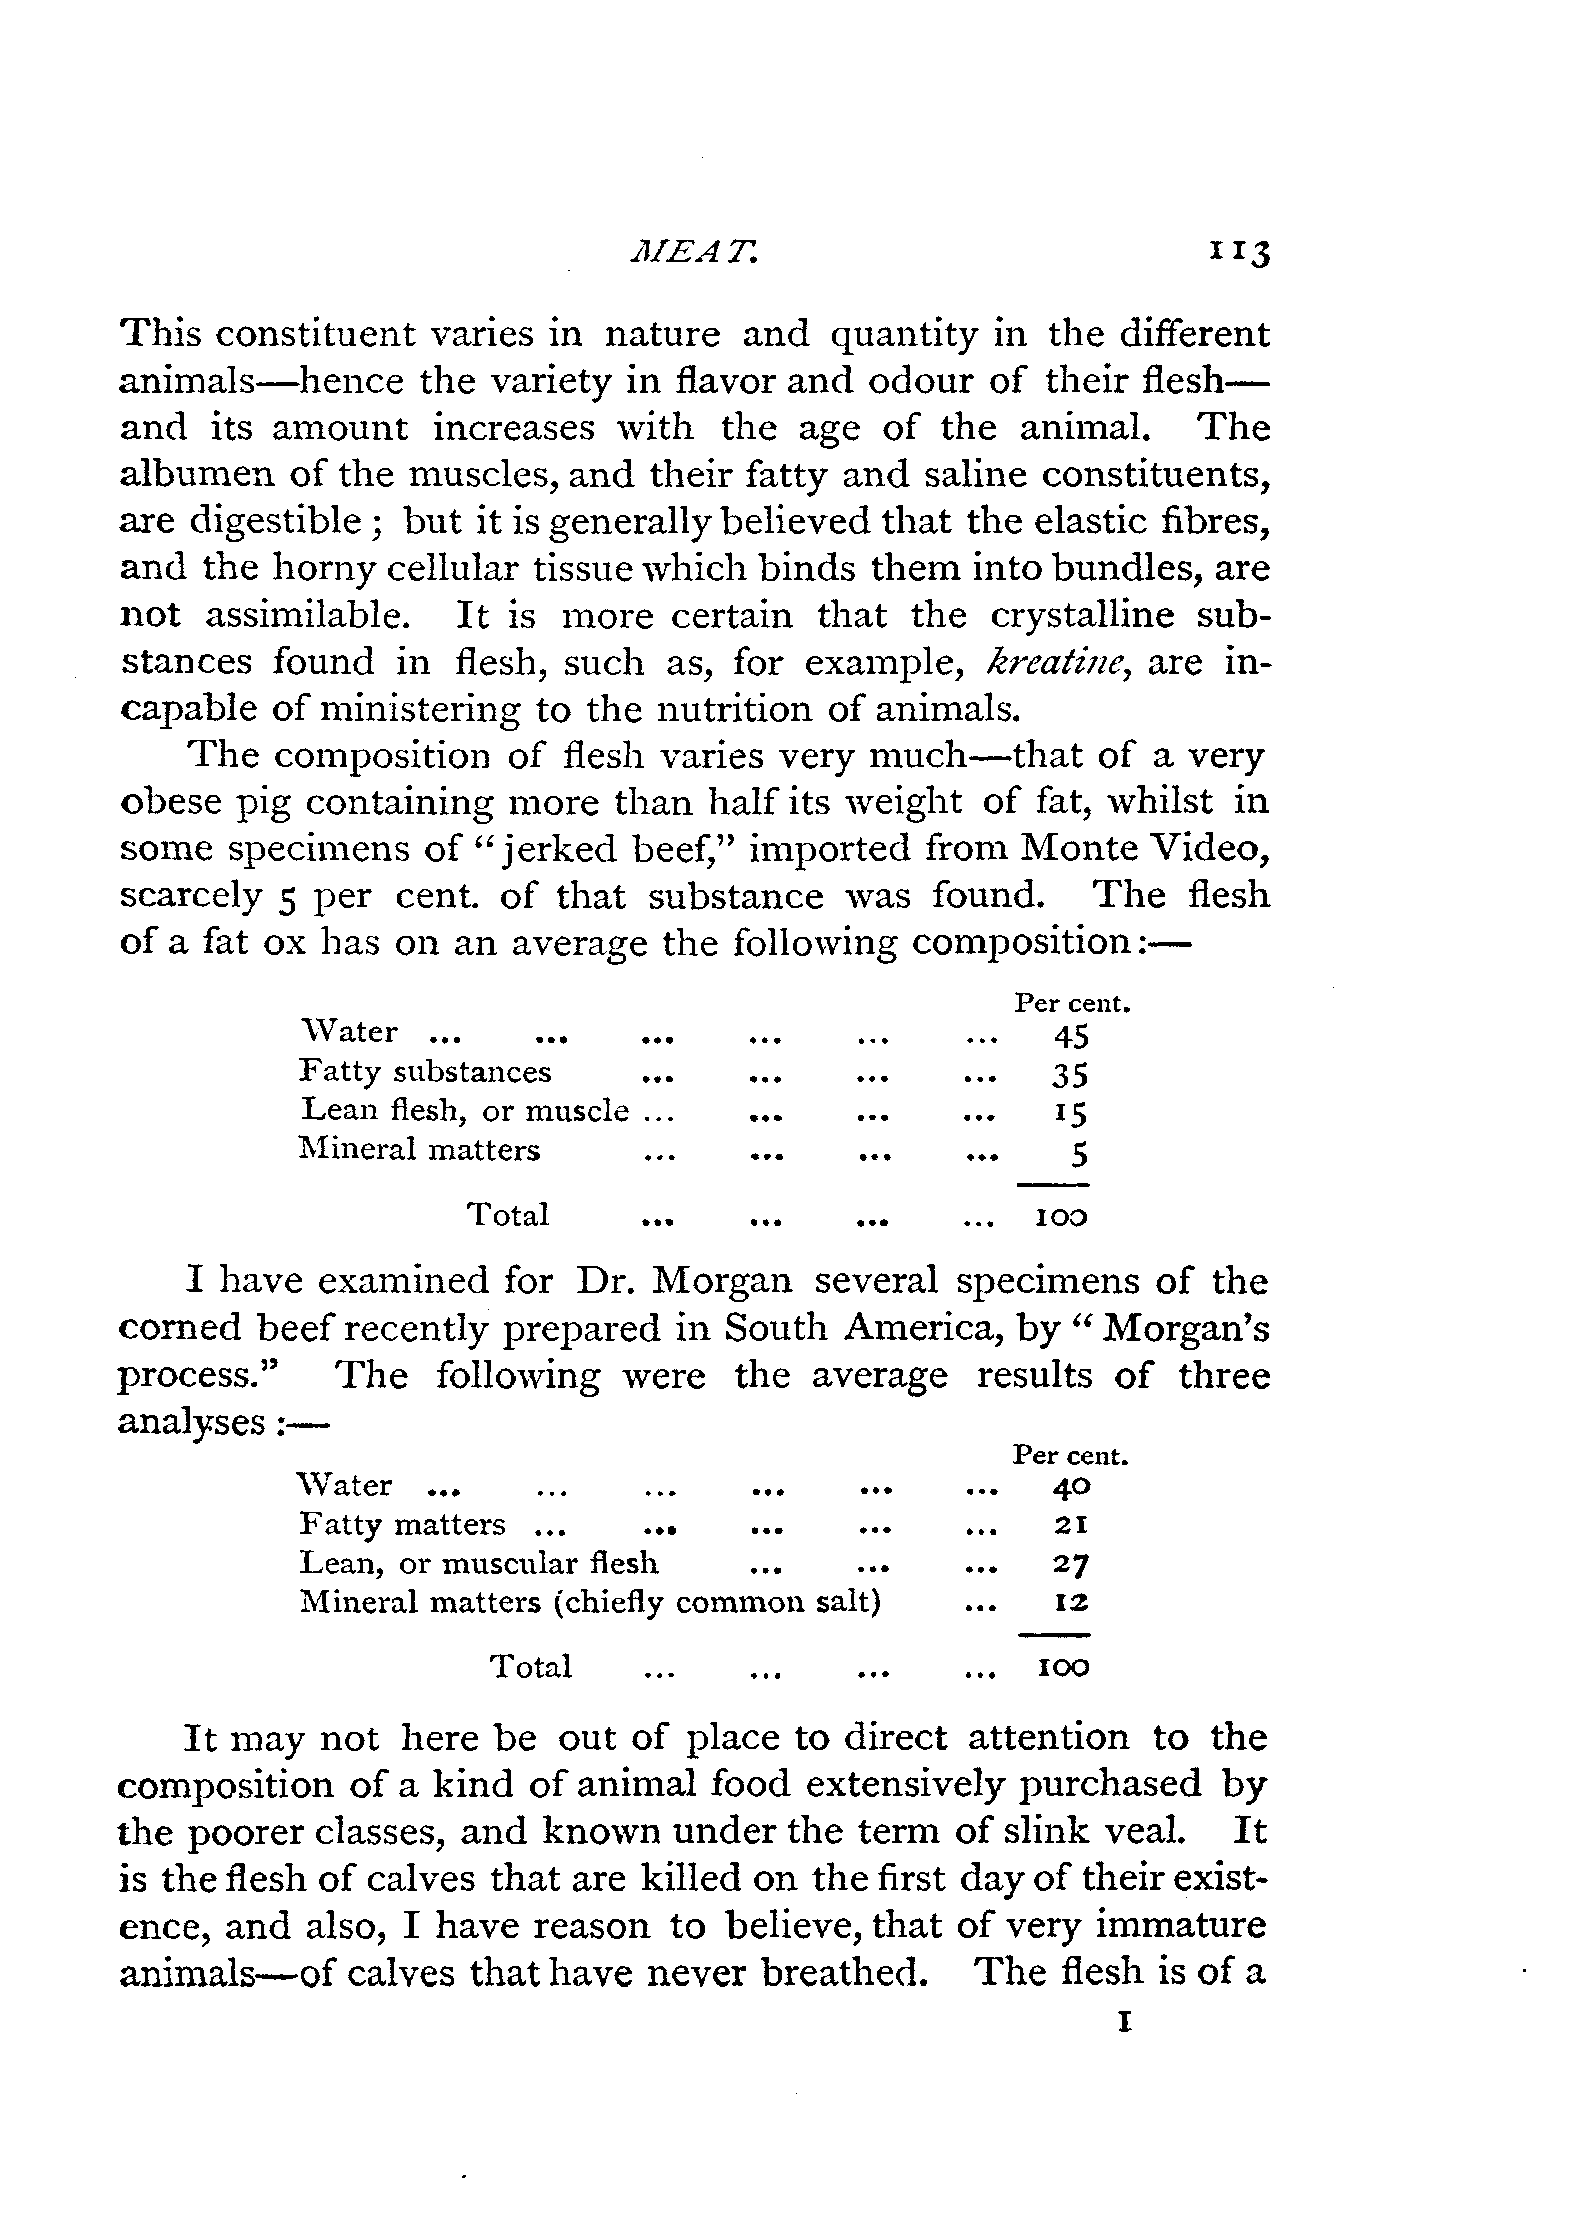 MEAT. 113
This constituent varies in nature and quantity in the different
animals—hence the variety in flavor and odour of their flesh—
and its amount increases with the age of the animal. The
albumen of the muscles, and their fatty and saline constituents,
are digestible; but it is generally believed that the elastic fibres,
and the horny cellular tissue which binds them into bundles, are
not assimilable. It is more certain that the crystalline sub-
stances found in flesh, such as, for example, kreatine, are in-
capable of ministering to the nutrition of animals.
The composition of flesh varies very much—that of a very
obese pig containing more than half its weight of fat, whilst in
some specimens of "jerked beef," imported from Monte Video,
scarcely 5 per cent. of that substance was found. The flesh
of a fat ox has on an average the following composition:—
Per cent.
Water ... ... ... ... ... ... 45
Fatty substances ... ... ... ... 35
Lean flesh, or muscle ... ... ... ... 15
Mineral matters ... ... ... ... 5
Total ... ... ... ... 100
I have examined for Dr. Morgan several specimens of the
corned beef recently prepared in South America, by "Morgan's
process." The following were the average results of three
analyses:—
Per cent.
Water ... ... ... ... ... ... 40
Fatty matters ... ... ... ... ... 21
Lean, or muscular flesh ... ... ... 27
Mineral matters (chiefly common salt) ... 12
Total ... ... ... ... 100
It may not here be out of place to direct attention to the
composition of a kind of animal food extensively purchased by
the poorer classes, and known under the term of slink veal. It
is the flesh of calves that are killed on the first day of their exist-
ence, and also, I have reason to believe, that of very immature
animals—of calves that have never breathed. The flesh is of a
I